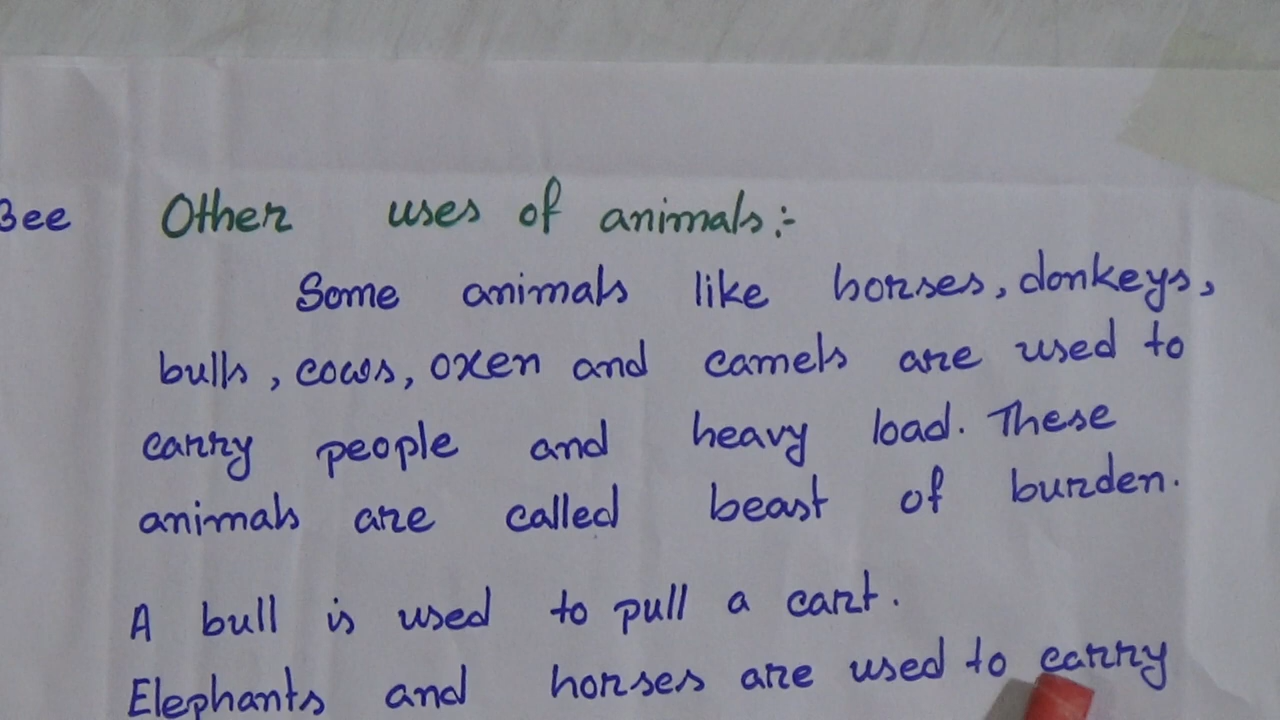 Bee
Other uses of animals:-
Some animals like horses, donkeys,
bulls, cows, oxen and camels are used to
carry people and heavy load. These
animals are called beast of burden.
A bull is used to pull a cart.
Elephants and horses are used to carry